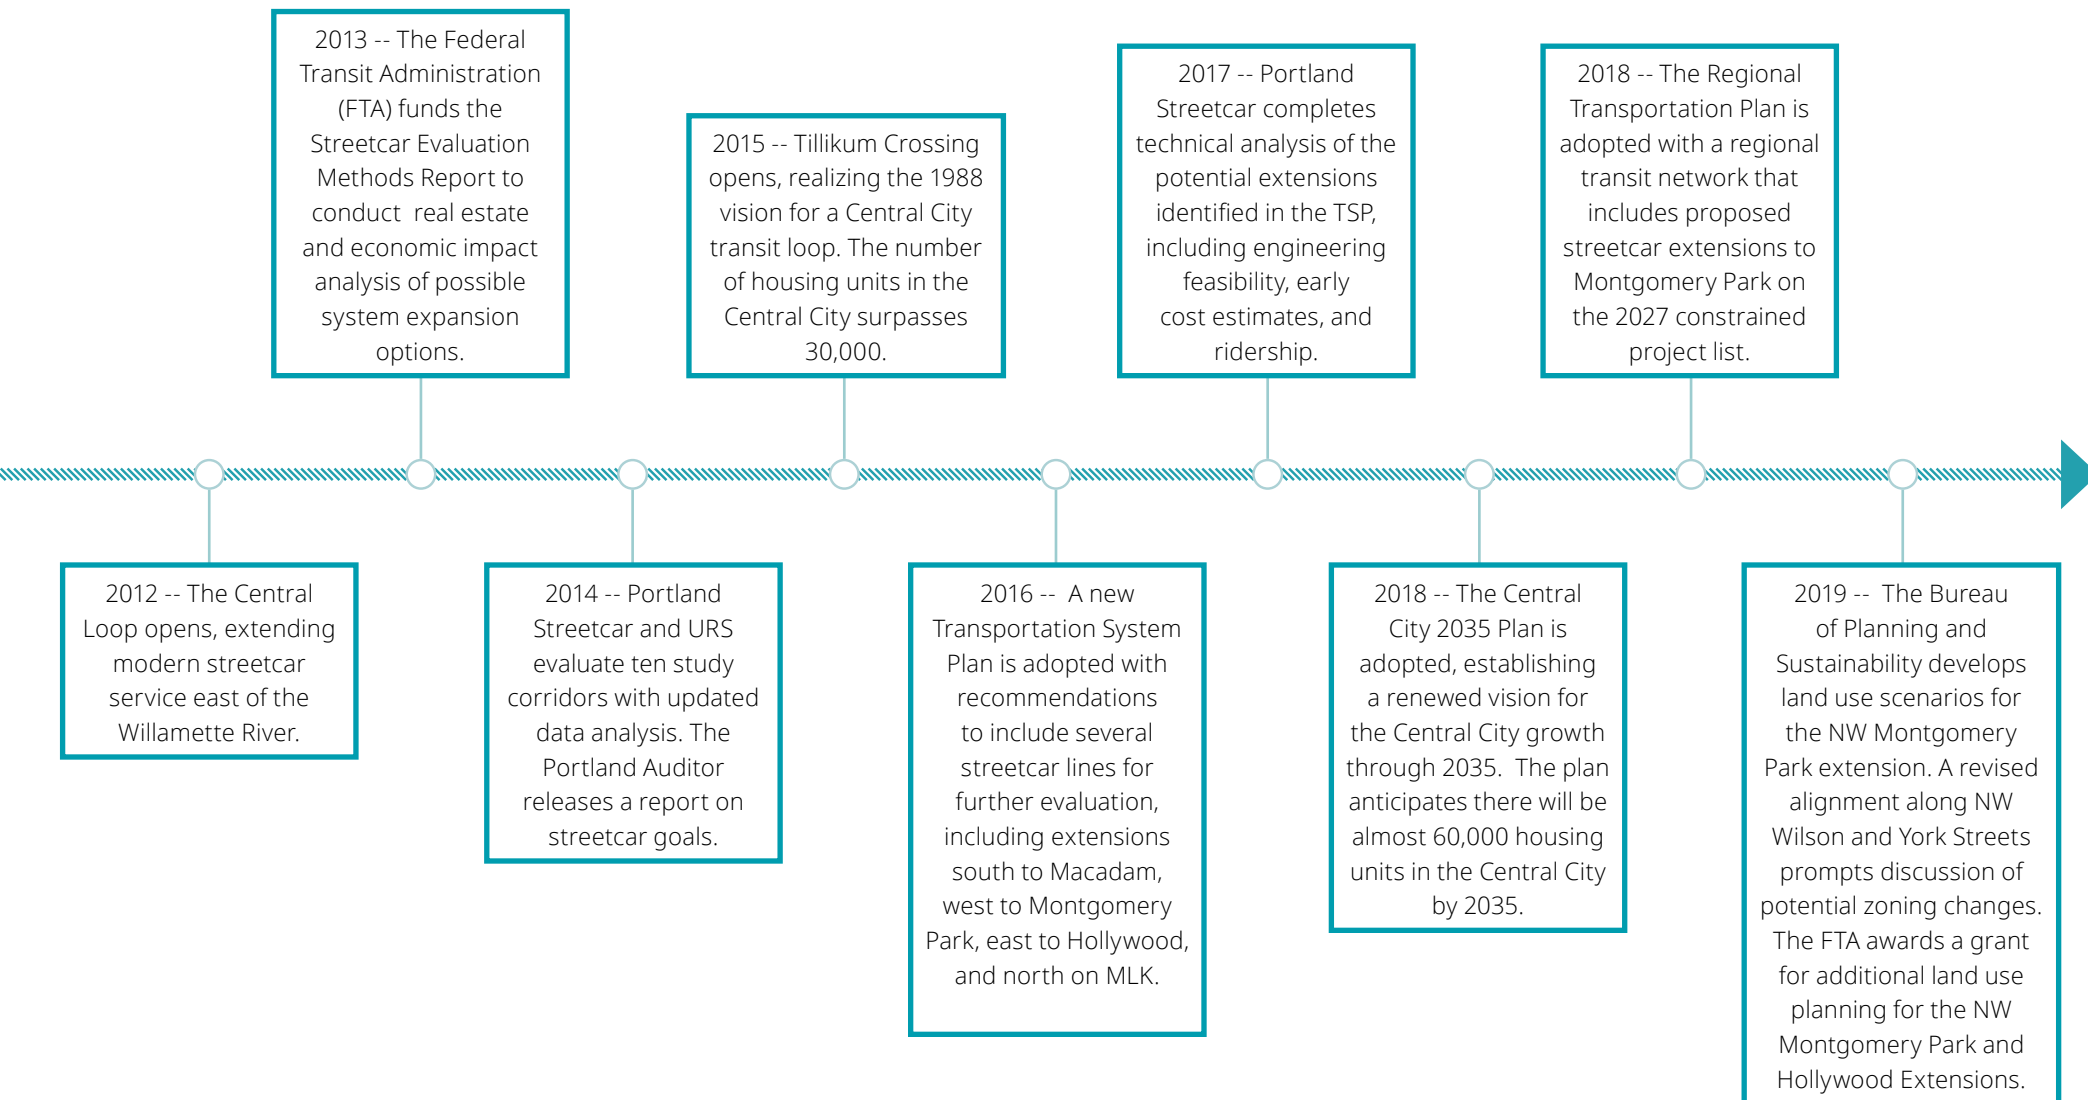 2013 -- The Federal
Transit Administration
(FTA) funds the
Streetcar Evaluation
Methods Report to
conduct  real estate
and economic impact
analysis of possible
system expansion
options.
2015 -- Tillikum Crossing
opens, realizing the 1988
vision for a Central City
transit loop. The number
of housing units in the
Central City surpasses
30,000.
2017 -- Portland
Streetcar completes
technical analysis of the
potential extensions
identified in the TSP,
including engineering
feasibility, early
cost estimates, and
ridership.
2018 -- The Regional
Transportation Plan is
adopted with a regional
transit network that
includes proposed
streetcar extensions to
Montgomery Park on
the 2027 constrained
project list.
2012 -- The Central
Loop opens, extending
modern streetcar
service east of the
Willamette River.
2014 -- Portland
Streetcar and URS
evaluate ten study
corridors with updated
data analysis. The
Portland Auditor
releases a report on
streetcar goals.
2016 --  A new
Transportation System
Plan is adopted with
recommendations
to include several
streetcar lines for
further evaluation,
including extensions
south to Macadam,
west to Montgomery
Park, east to Hollywood,
and north on MLK.
2018 -- The Central
City 2035 Plan is
adopted, establishing
a renewed vision for
the Central City growth
through 2035.  The plan
anticipates there will be
almost 60,000 housing
units in the Central City
by 2035.
2019 --  The Bureau
of Planning and
Sustainability develops
land use scenarios for
the NW Montgomery
Park extension. A revised
alignment along NW
Wilson and York Streets
prompts discussion of
potential zoning changes.
The FTA awards a grant
for additional land use
planning for the NW
Montgomery Park and
Hollywood Extensions.